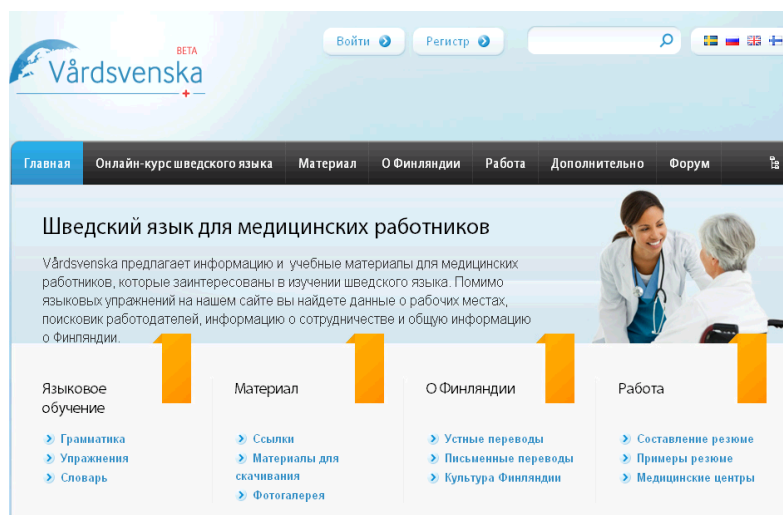 Войти
Регистр
BETA
Vårdsvenska
Главная
Онлайн-курс шведского языка
Материал
О Финляндии
Работа
Дополнительно
Форум
Шведский язык для медицинских работников
Vårdsvenska предлагает информацию и учебные материалы для медицинских
работников, которые заинтересованы в изучении шведского языка. Помимо
языковых упражнений на нашем сайте вы найдете данные о рабочих местах,
поисковик работодателей, информацию о сотрудничестве и общую информацию
о Финляндии.
Языковое
обучение
Грамматика
Упражнения
Словарь
Материал
Ссылки
Материалы для
скачивания
Фотогалерея
О Финляндии
Устные переводы
Письменные переводы
Культура Финляндии
Работа
Составление резюме
Примеры резюме
Медицинские центры